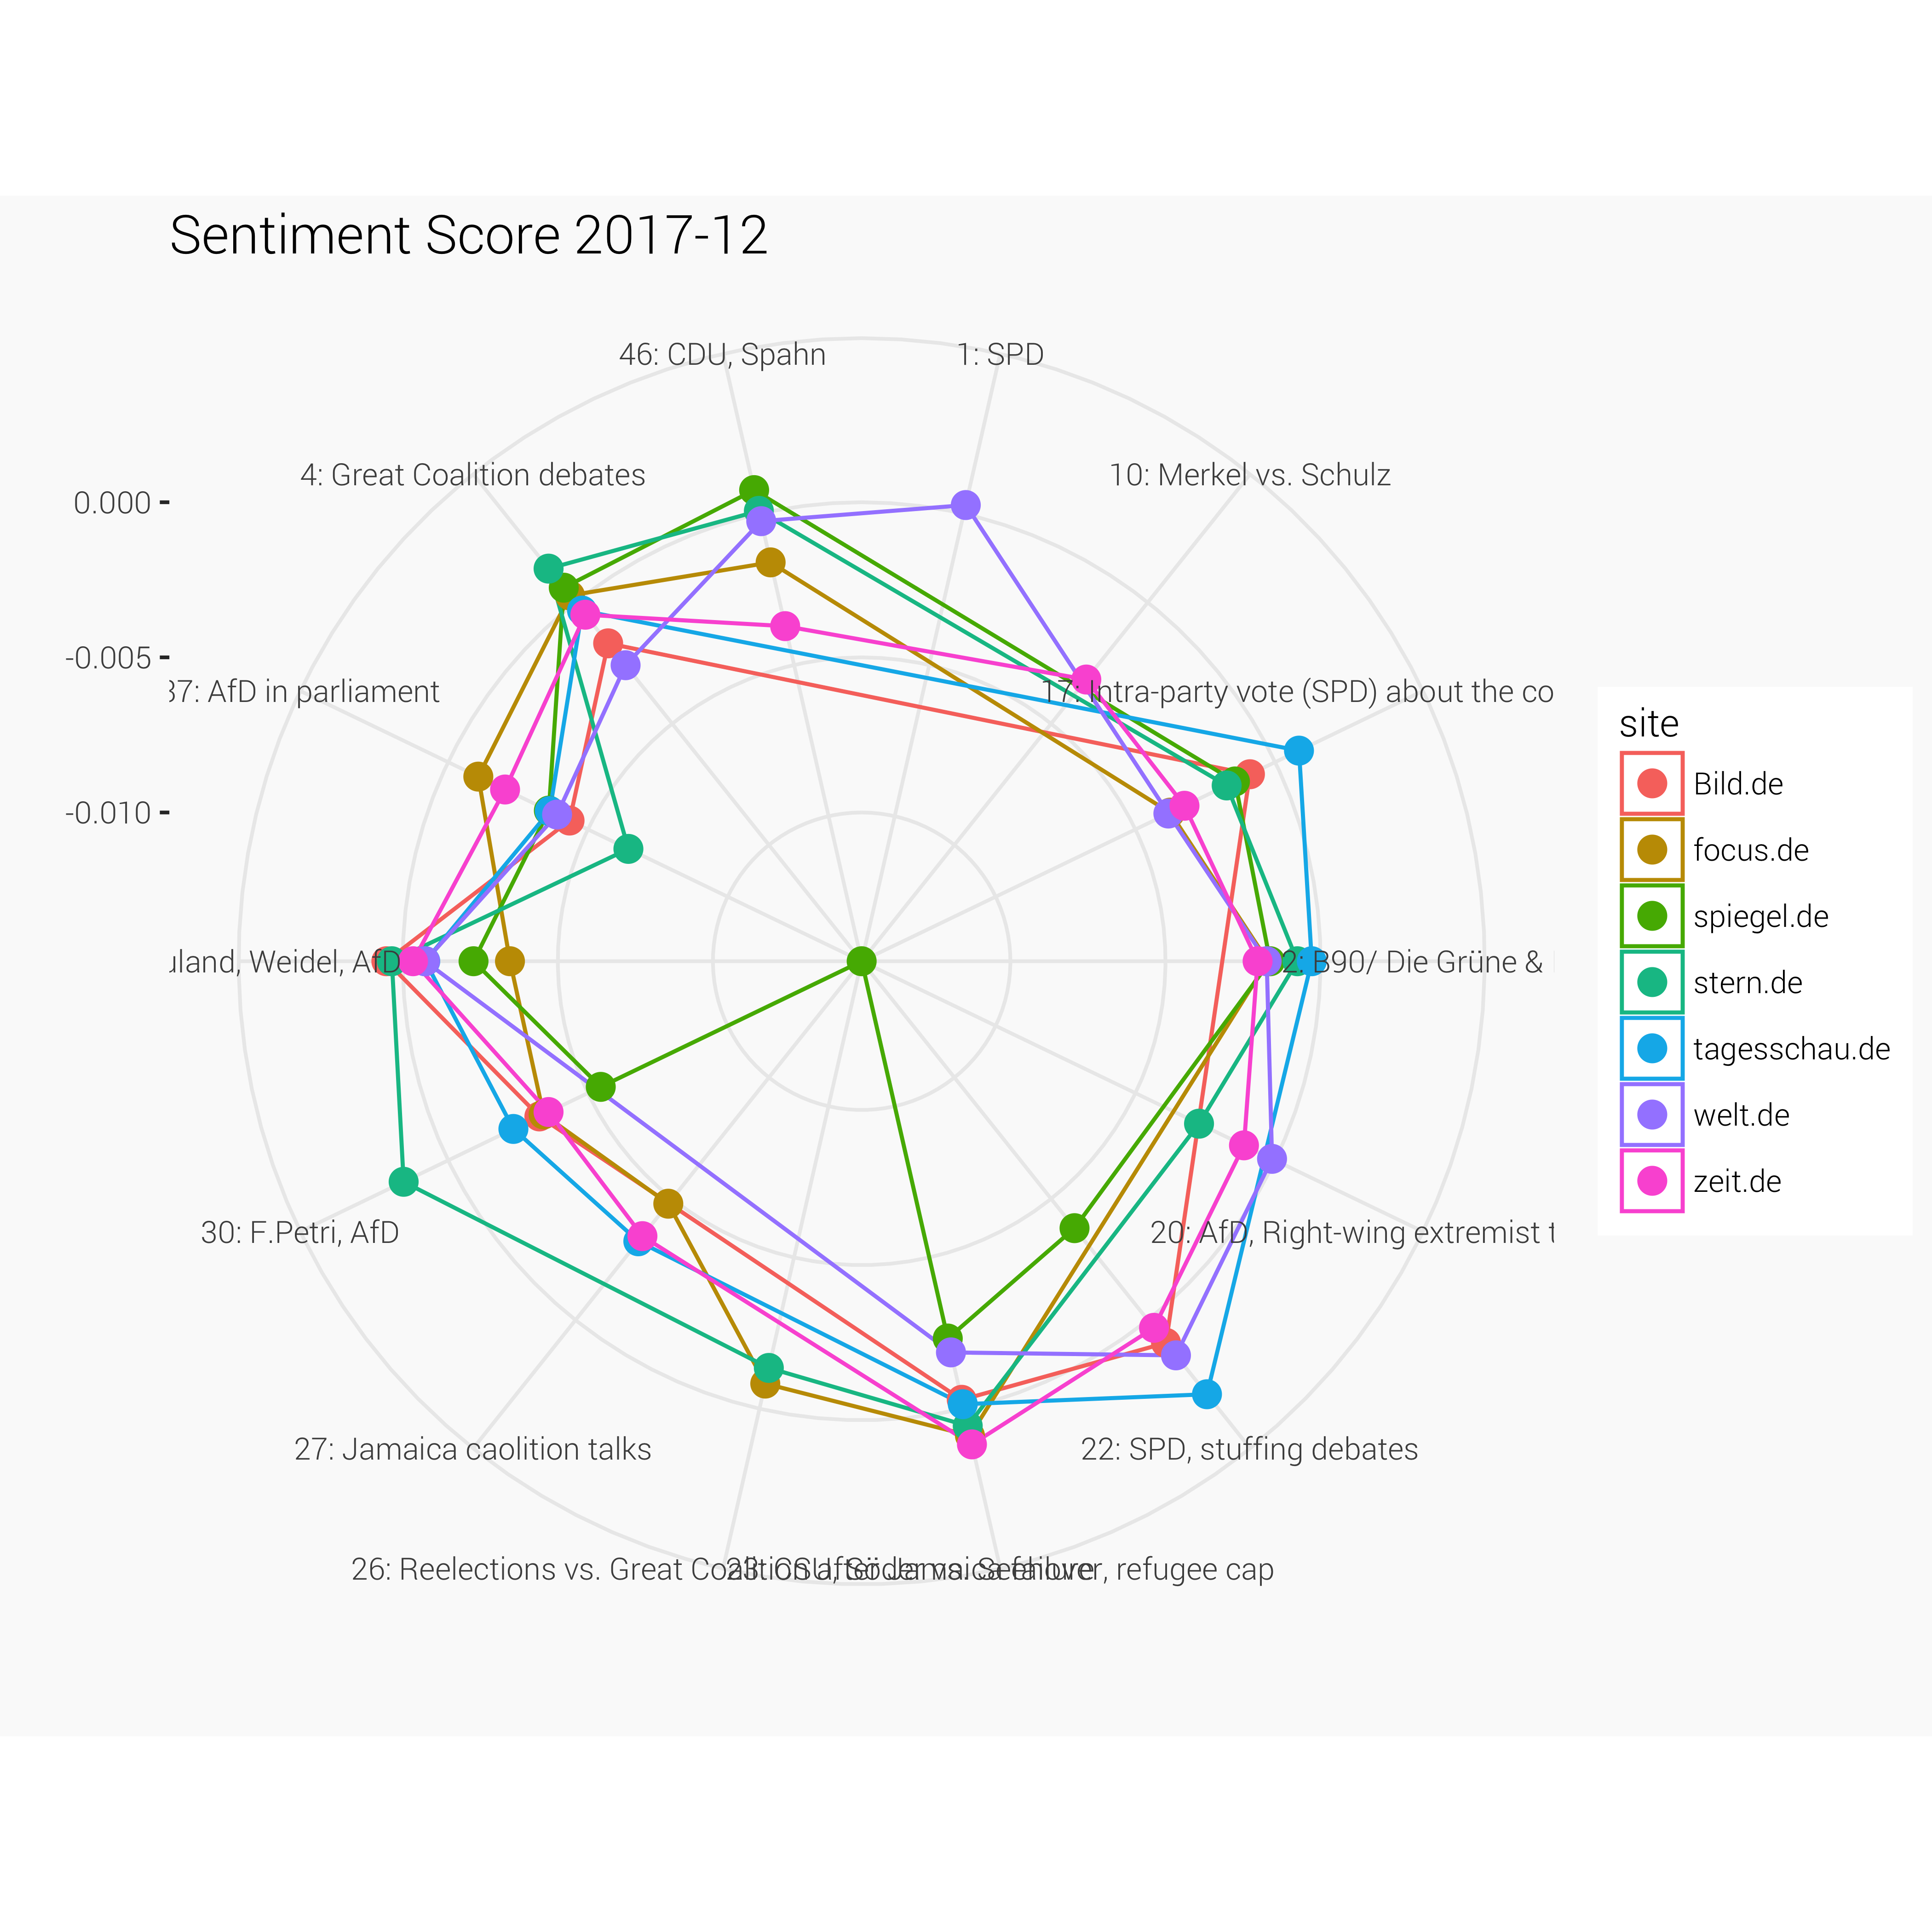 Sentiment Score 2017-12
46: CDU, Spahn
1: SPD
4: Great Coalition debates
10: Merkel vs. Schulz
0.000
-0.005
37: AfD in parliament
17: Intra-party vote (SPD) about the co
-0.010
uland, Weidel, AfD
2: B90/ Die Grüne &
30: F.Petri, AfD
20: AfD, Right-wing extremist t
27: Jamaica caolition talks
22: SPD, stuffing debates
26: Reelections vs. Great Coalition after Jamaica failure
23: CSU, Söder vs. Seehover, refugee cap
site
Bild.de
focus.de
spiegel.de
stern.de
tagesschau.de
welt.de
zeit.de